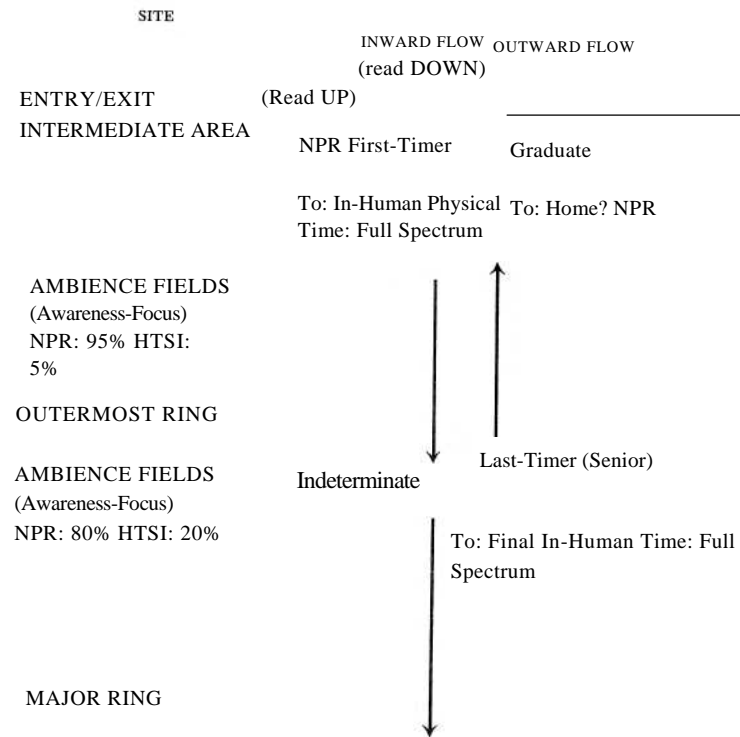 SITE
INWARD FLOW OUTWARD FLOW
(read DOWN)
ENTRY/EXIT (Read UP)
INTERMEDIATE AREA
NPR First-Timer Graduate
To: In-Human Physical To: Home? NPR
Time: Full Spectrum
AMBIENCE FIELDS
(Awareness-Focus)
NPR: 95% HTSI:
5%
OUTERMOST RING
Last-Timer (Senior)
AMBIENCE FIELDS Indeterminate
(Awareness-Focus)
NPR: 80% HTSI: 20%
To: Final In-Human Time: Full
Spectrum
MAJOR RING